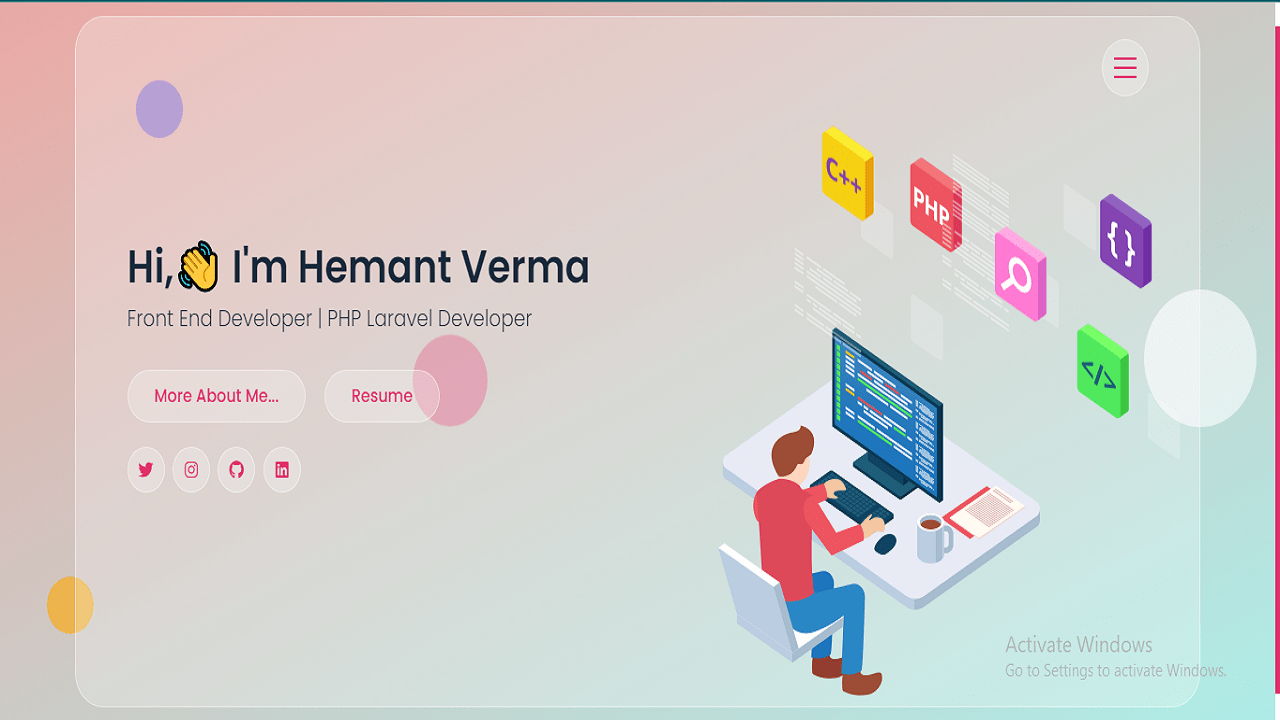 Hi,👋 I'm Hemant Verma
Front End Developer | PHP Laravel Developer
More About Me...
Resume
C++
PHP
{ }
</>
Activate Windows
Go to Settings to activate Windows.